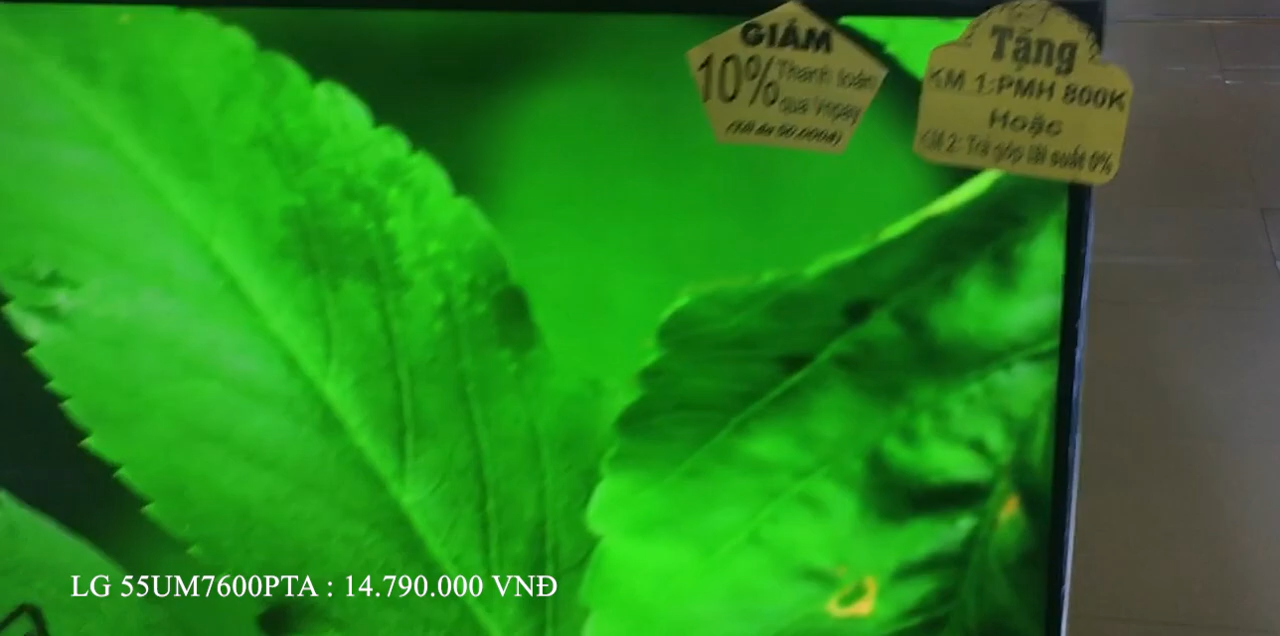 GIẢM
10% Thanh toán
qua Vnpay
Tặng
KM 1:PMH 800K
Hoặc
KM 2: Trả góp lãi suất 0%
LG 55UM7600PTA : 14.790.000 VNĐ